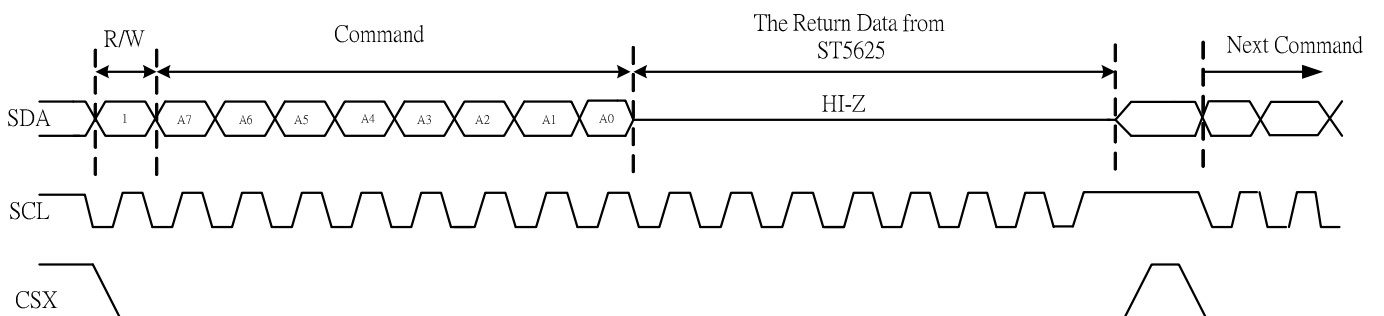 R/W
Command
The Return Data from
ST5625
Next Command
SDA
1 A7 A6 A5 A4 A3 A2 A1 A0
HI-Z
SCL
CSX